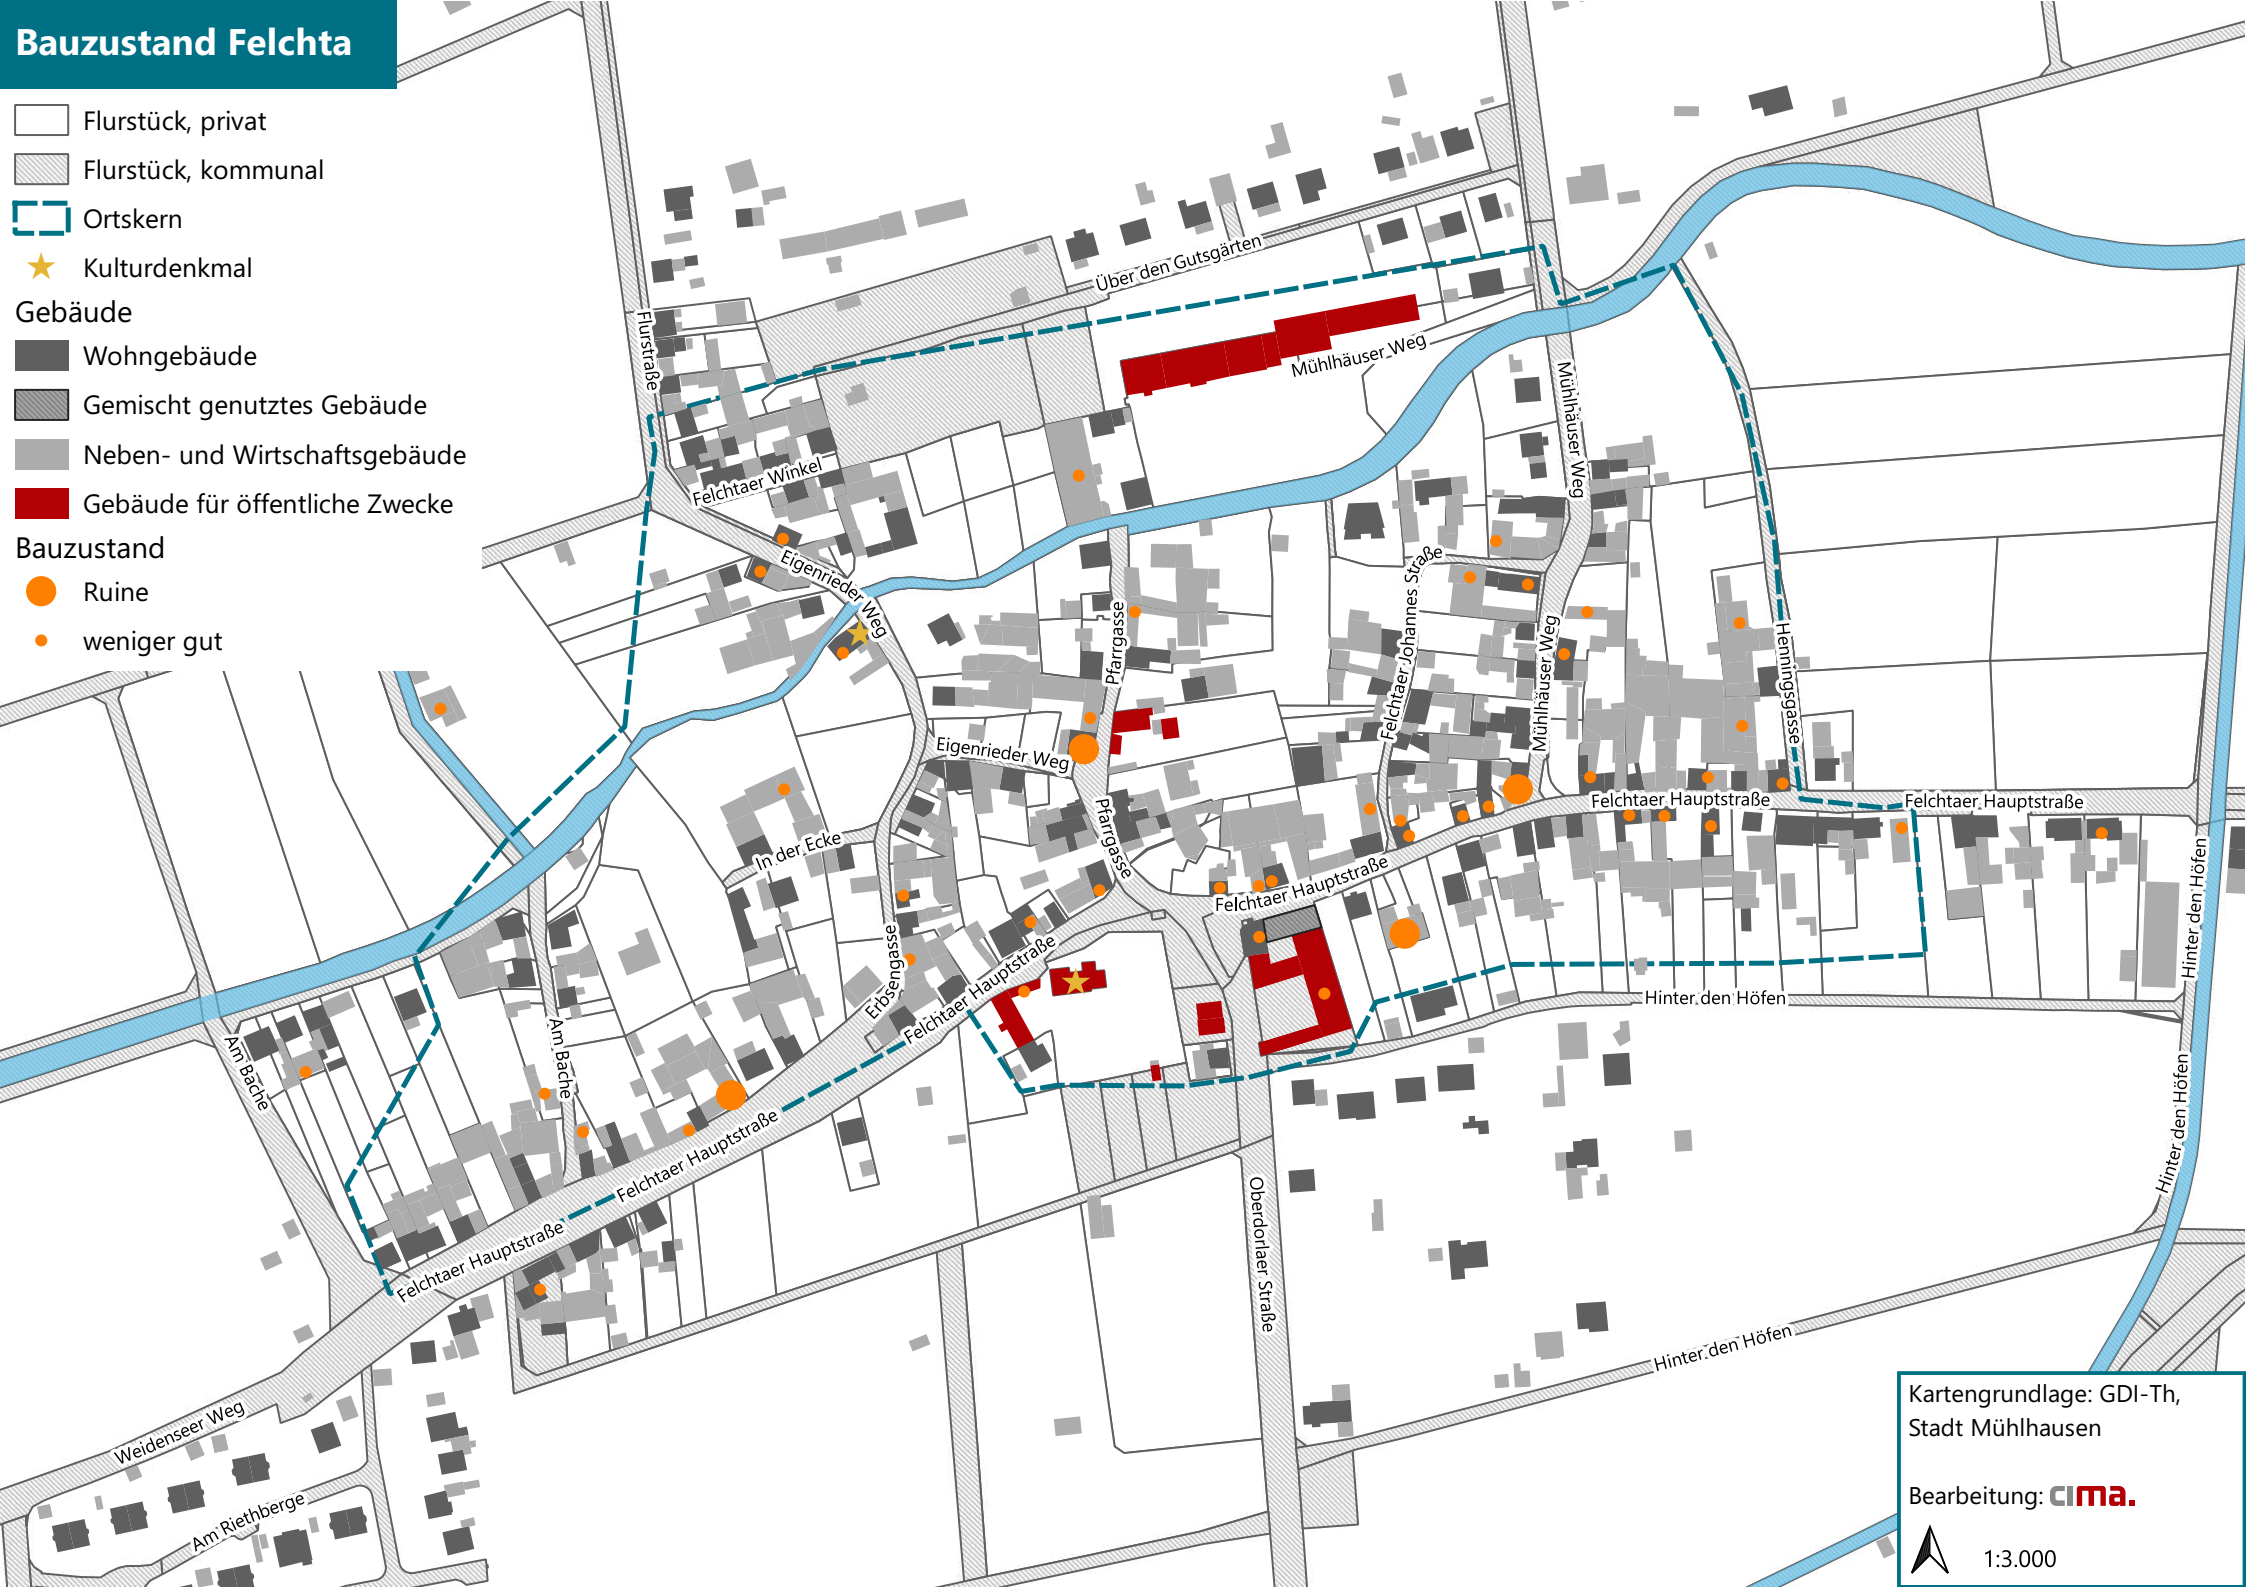 Bauzustand Felchta
Flurstück, privat
Flurstück, kommunal
Ortskern
Kulturdenkmal
Gebäude
Wohngebäude
Gemischt genutztes Gebäude
Neben- und Wirtschaftsgebäude
Gebäude für öffentliche Zwecke
Bauzustand
Ruine
weniger gut
Über den Gutsgärten
Flurstraße
Mühlhäuser Weg
Mühlhäuser Weg
Felchtaer Winkel
Eigenrieder Weg
Felchtaer Johannes Straße
Pfarrgasse
Mühlhäuser Weg
Henningsgasse
Eigenrieder Weg
Pfarrgasse
Felchtaer Hauptstraße
Felchtaer Hauptstraße
In der Ecke
Felchtaer Hauptstraße
Erbsengasse
Felchtaer Hauptstraße
Hinter den Höfen
Hinter den Höfen
Am Bache
Am Bache
Felchtaer Hauptstraße
Felchtaer Hauptstraße
Oberdorlaer Straße
Hinter den Höfen
Hinter den Höfen
Weidenseer Weg
Am Riethberge
Kartengrundlage: GDI-Th,
Stadt Mühlhausen
Bearbeitung: cima.
1:3.000